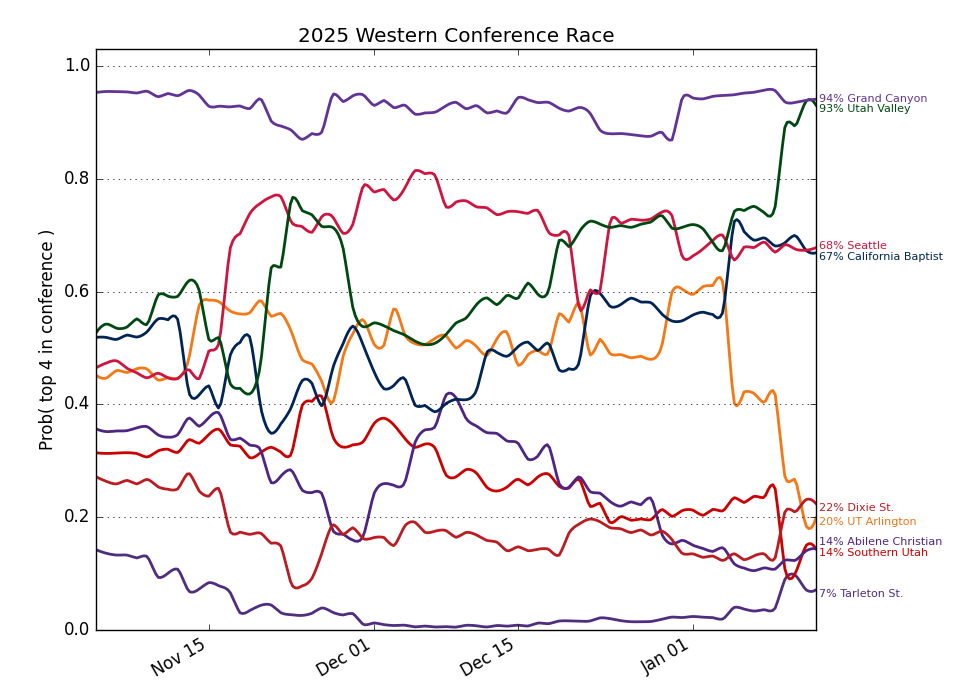 2025 Western Conference Race
Prob( top 4 in conference )
1.0
0.8
0.6
0.4
0.2
0.0
Nov 15
Dec 01
Dec 15
Jan 01
94% Grand Canyon
93% Utah Valley
68% Seattle
67% California Baptist
22% Dixie St.
20% UT Arlington
14% Abilene Christian
14% Southern Utah
7% Tarleton St.